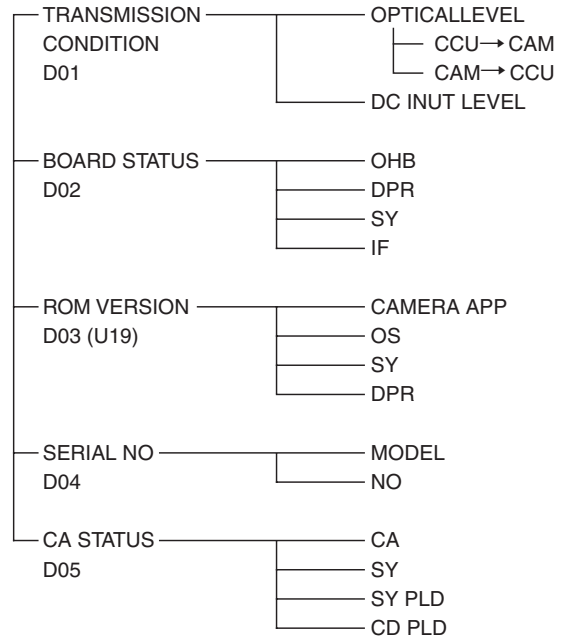 TRANSMISSION CONDITION D01
OPTICALLEVEL
CCU→CAM
CAM→CCU
DC INUT LEVEL
BOARD STATUS
D02
OHB
DPR
SY
IF
ROM VERSION
D03 (U19)
CAMERA APP
OS
SY
DPR
SERIAL NO
D04
MODEL
NO
CA STATUS
D05
CA
SY
SY PLD
CD PLD